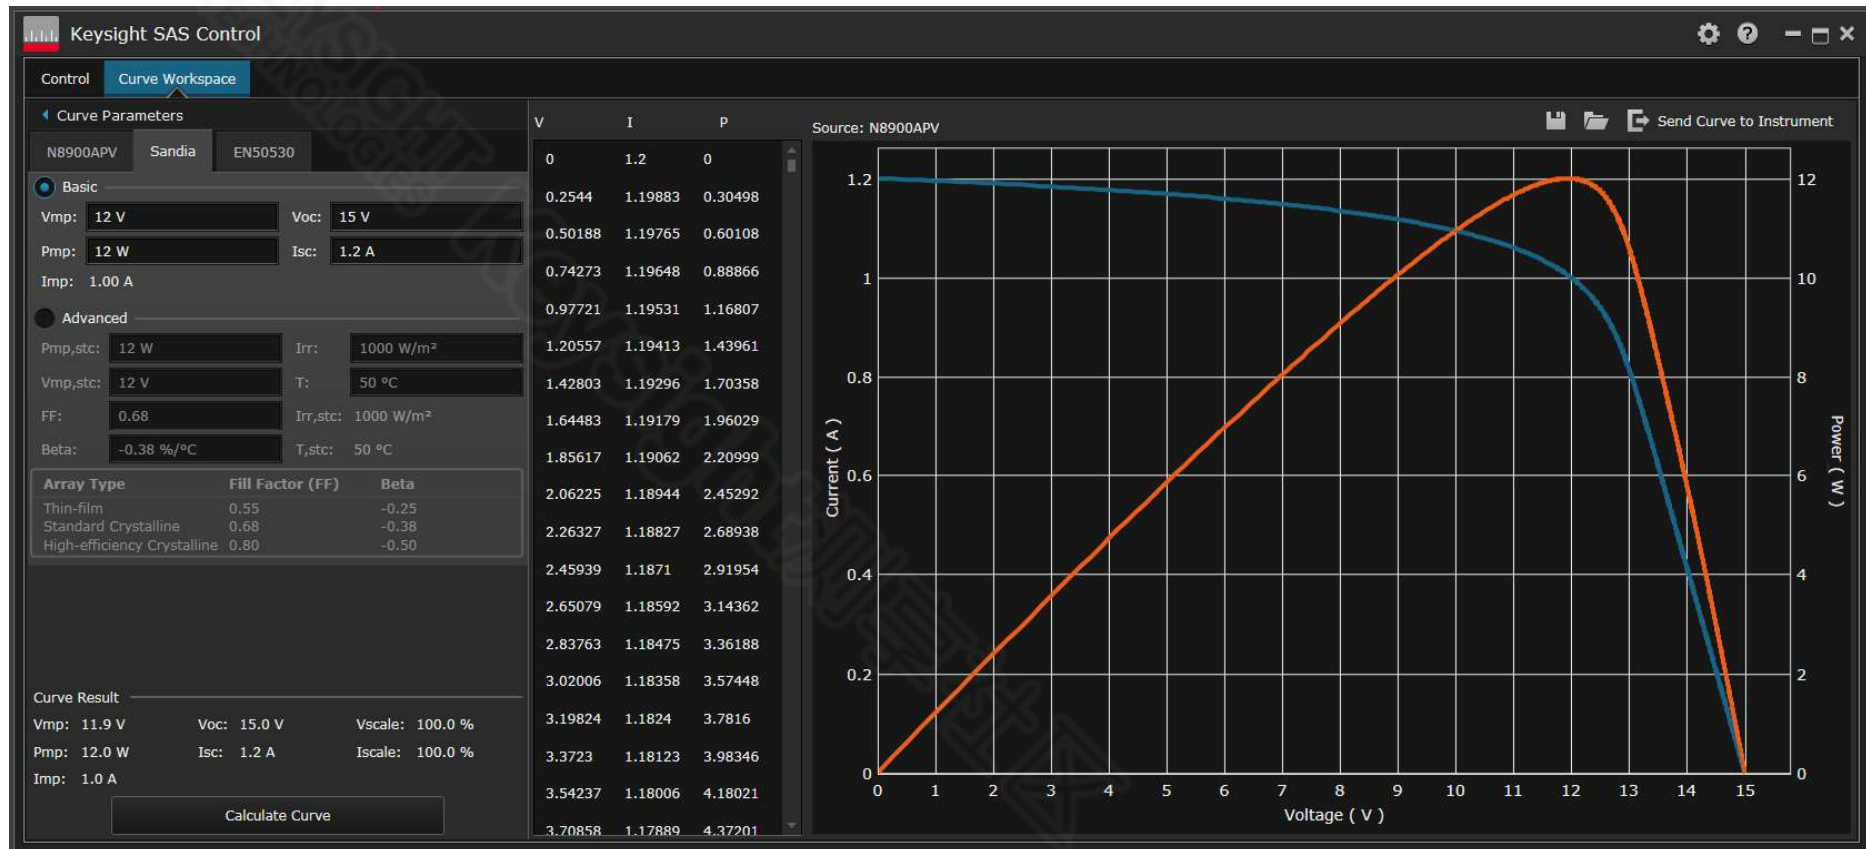 Keysight SAS Control
Control Curve Workspace
Curve Parameters
N8900APV Sandia EN50530
Basic
Vmp: 12 V Voc: 15 V
Pmp: 12 W Isc: 1.2 A
Imp: 1.00 A
Advanced
Pmp,stc: 12 W Irr: 1000 W/m²
Vmp,stc: 12 V T: 50 °C
FF: 0.68 Irr,stc: 1000 W/m²
Beta: -0.38 %/°C T,stc: 50 °C
Array Type Fill Factor (FF) Beta
Thin-film 0.55 -0.25
Standard Crystalline 0.68 -0.38
High-efficiency Crystalline 0.80 -0.50
Curve Result
Vmp: 11.9 V Voc: 15.0 V Vscale: 100.0 %
Pmp: 12.0 W Isc: 1.2 A Iscale: 100.0 %
Imp: 1.0 A
Calculate Curve
V I P
0 1.2 0
0.2544 1.19883 0.30498
0.50188 1.19765 0.60108
0.74273 1.19648 0.88866
0.97721 1.19531 1.16807
1.20557 1.19413 1.43961
1.42803 1.19296 1.70358
1.64483 1.19179 1.96029
1.85617 1.19062 2.20999
2.06225 1.18944 2.45292
2.26327 1.18827 2.68938
2.45939 1.1871 2.91954
2.65079 1.18592 3.14362
2.83763 1.18475 3.36188
3.02006 1.18358 3.57448
3.19824 1.1824 3.7816
3.3723 1.18123 3.98346
3.54237 1.18006 4.18021
3.70858 1.17889 4.37201
Source: N8900APV
Send Curve to Instrument
1.2 12
1 10
0.8 8
0.6 6
0.4 4
0.2 2
0 0
Current ( A )
Power ( W )
0 1 2 3 4 5 6 7 8 9 10 11 12 13 14 15
Voltage ( V )